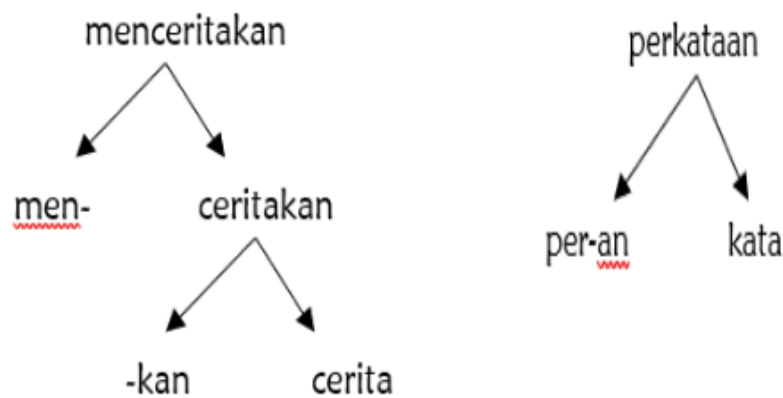 menceritakan
men-
ceritakan
-kan
cerita
perkataan
per-an
kata